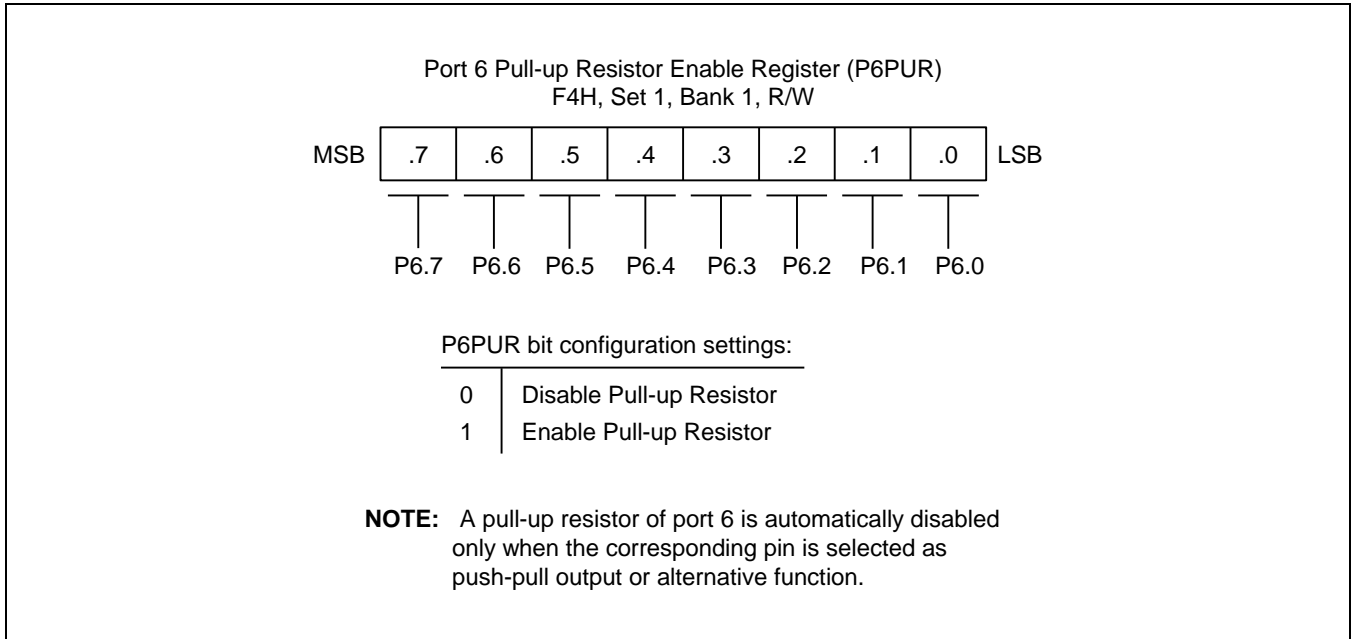 Port 6 Pull-up Resistor Enable Register (P6PUR)
F4H, Set 1, Bank 1, R/W
MSB .7 .6 .5 .4 .3 .2 .1 .0 LSB
P6.7 P6.6 P6.5 P6.4 P6.3 P6.2 P6.1 P6.0
P6PUR bit configuration settings:
0 Disable Pull-up Resistor
1 Enable Pull-up Resistor
NOTE: A pull-up resistor of port 6 is automatically disabled
only when the corresponding pin is selected as
push-pull output or alternative function.